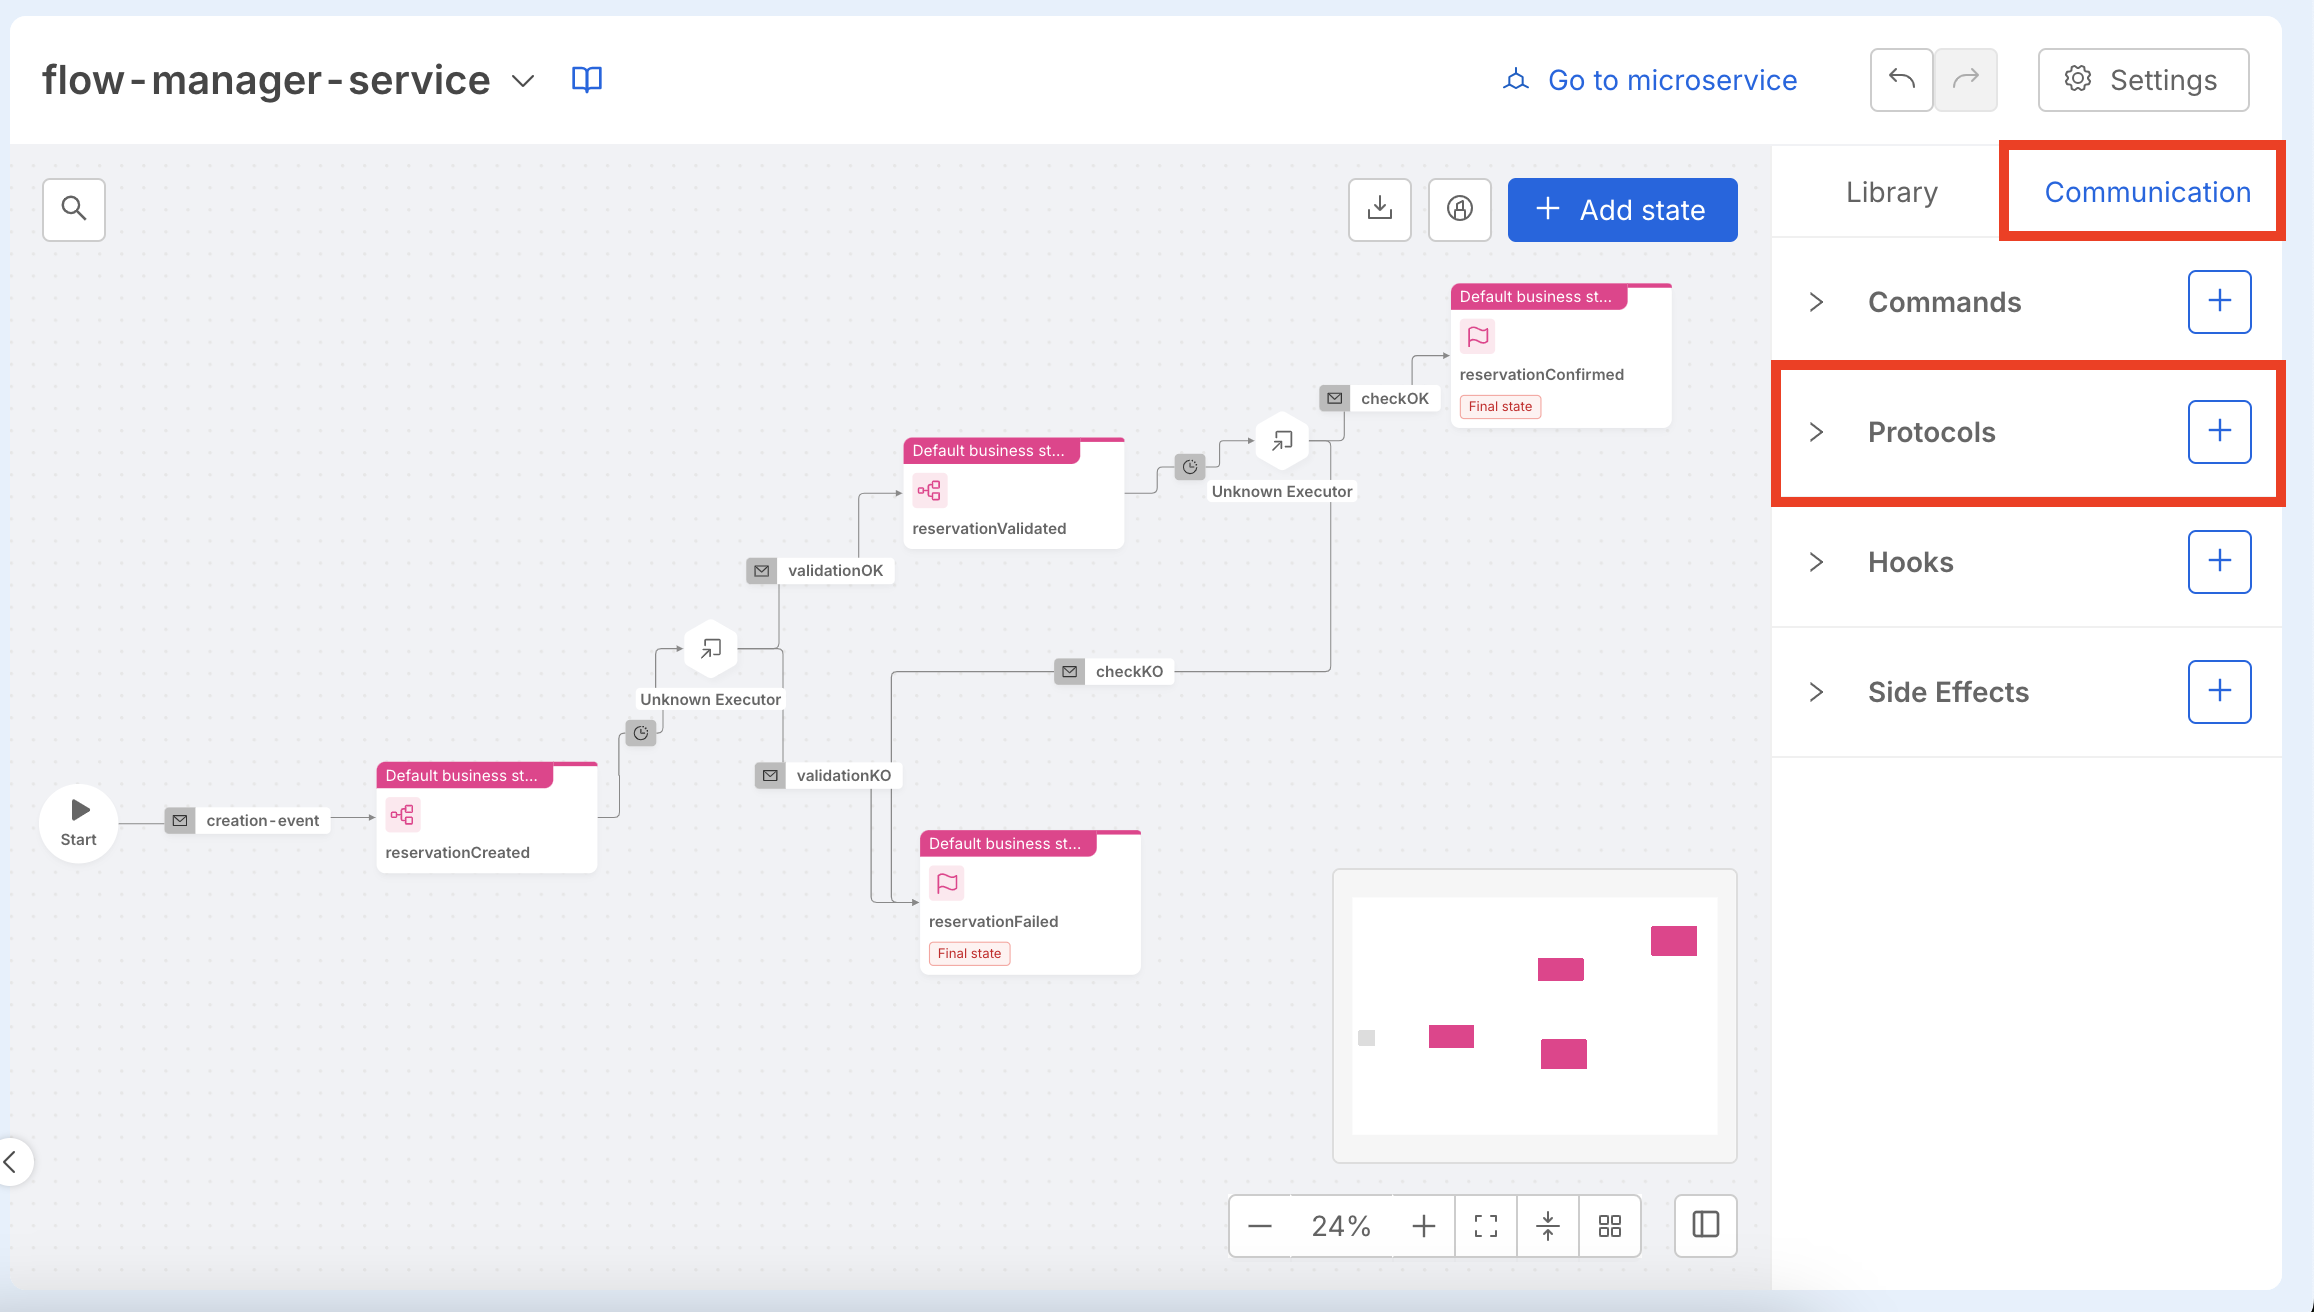 flow-manager-service
Go to microservice
Settings
Library
Communication
Add state
Commands
Protocols
Hooks
Side Effects
Default business st...
reservationConfirmed
Final state
checkOK
Default business st...
reservationValidated
Unknown Executor
validationOK
checkKO
Unknown Executor
validationKO
Start
creation-event
Default business st...
reservationCreated
Default business st...
reservationFailed
Final state
24%